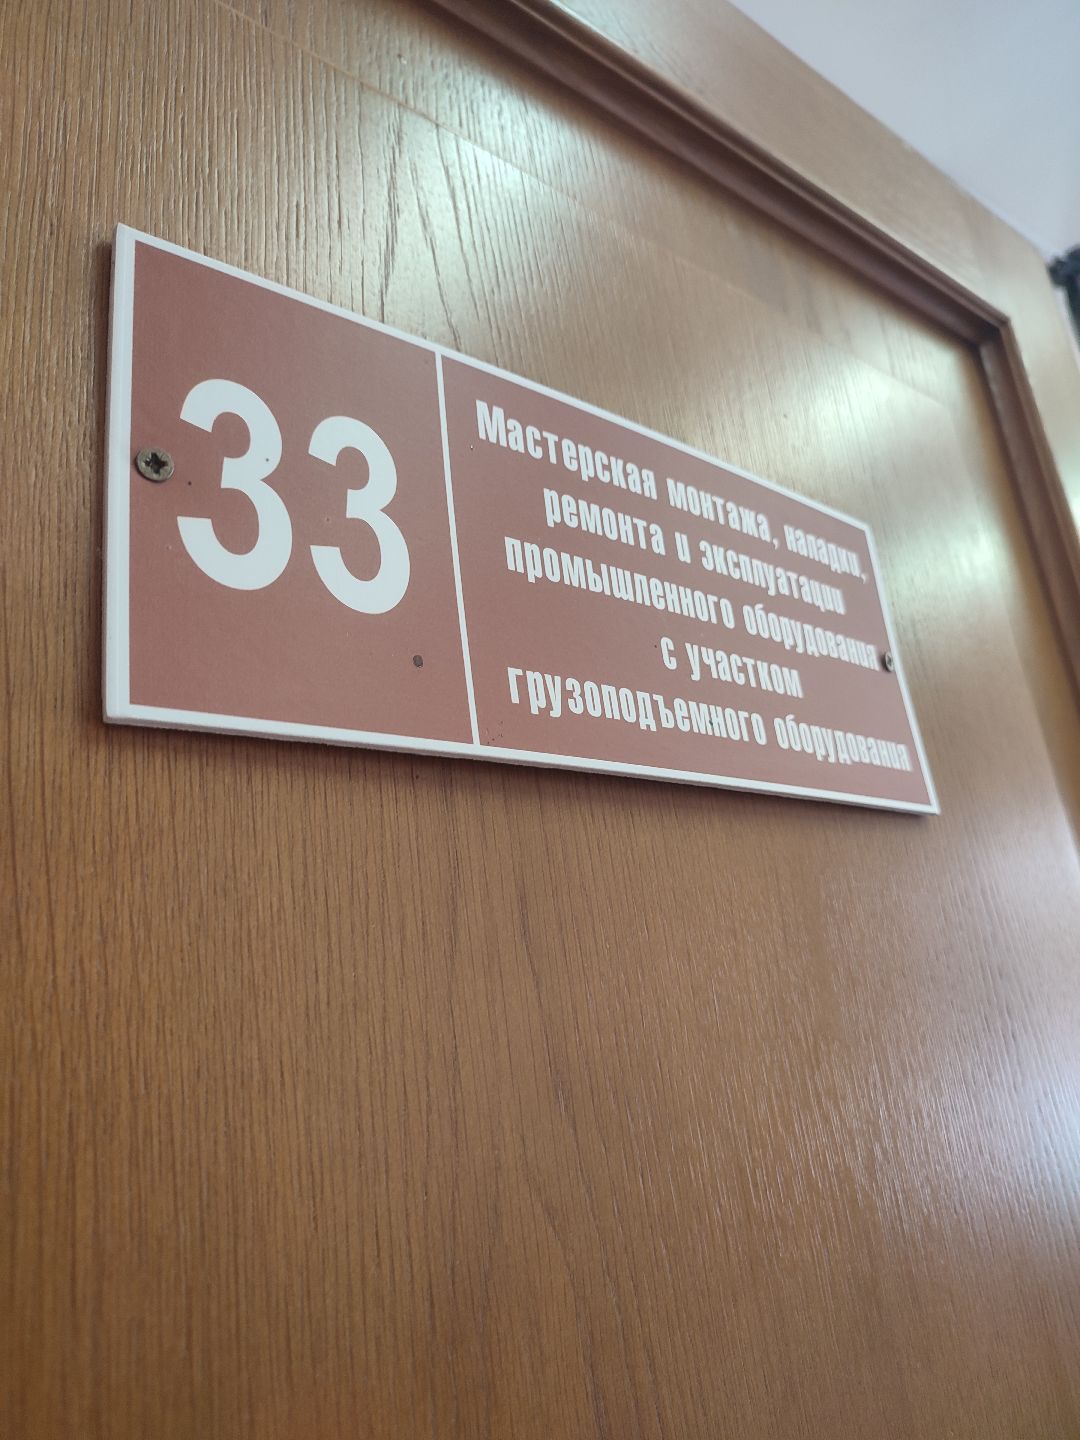 33
Мастерская монтажа, наладки,
ремонта и эксплуатации
промышленного оборудования
с участком
грузоподъемного оборудования